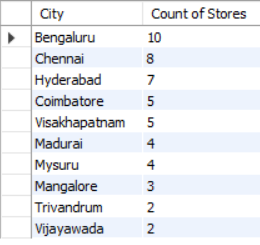 City Count of Stores
Bengaluru 10
Chennai 8
Hyderabad 7
Coimbatore 5
Visakhapatnam 5
Madurai 4
Mysuru 4
Mangalore 3
Trivandrum 2
Vijayawada 2